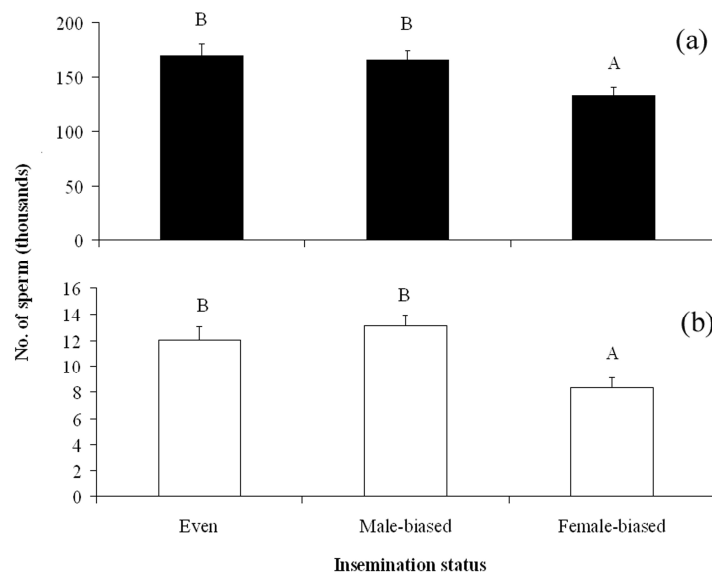 200
150
100
50
0
B
B
A
(a)
No. of sperm (thousands)
16
14
12
10
8
6
4
2
0
B
B
A
(b)
Even
Male-biased
Female-biased
Insemination status